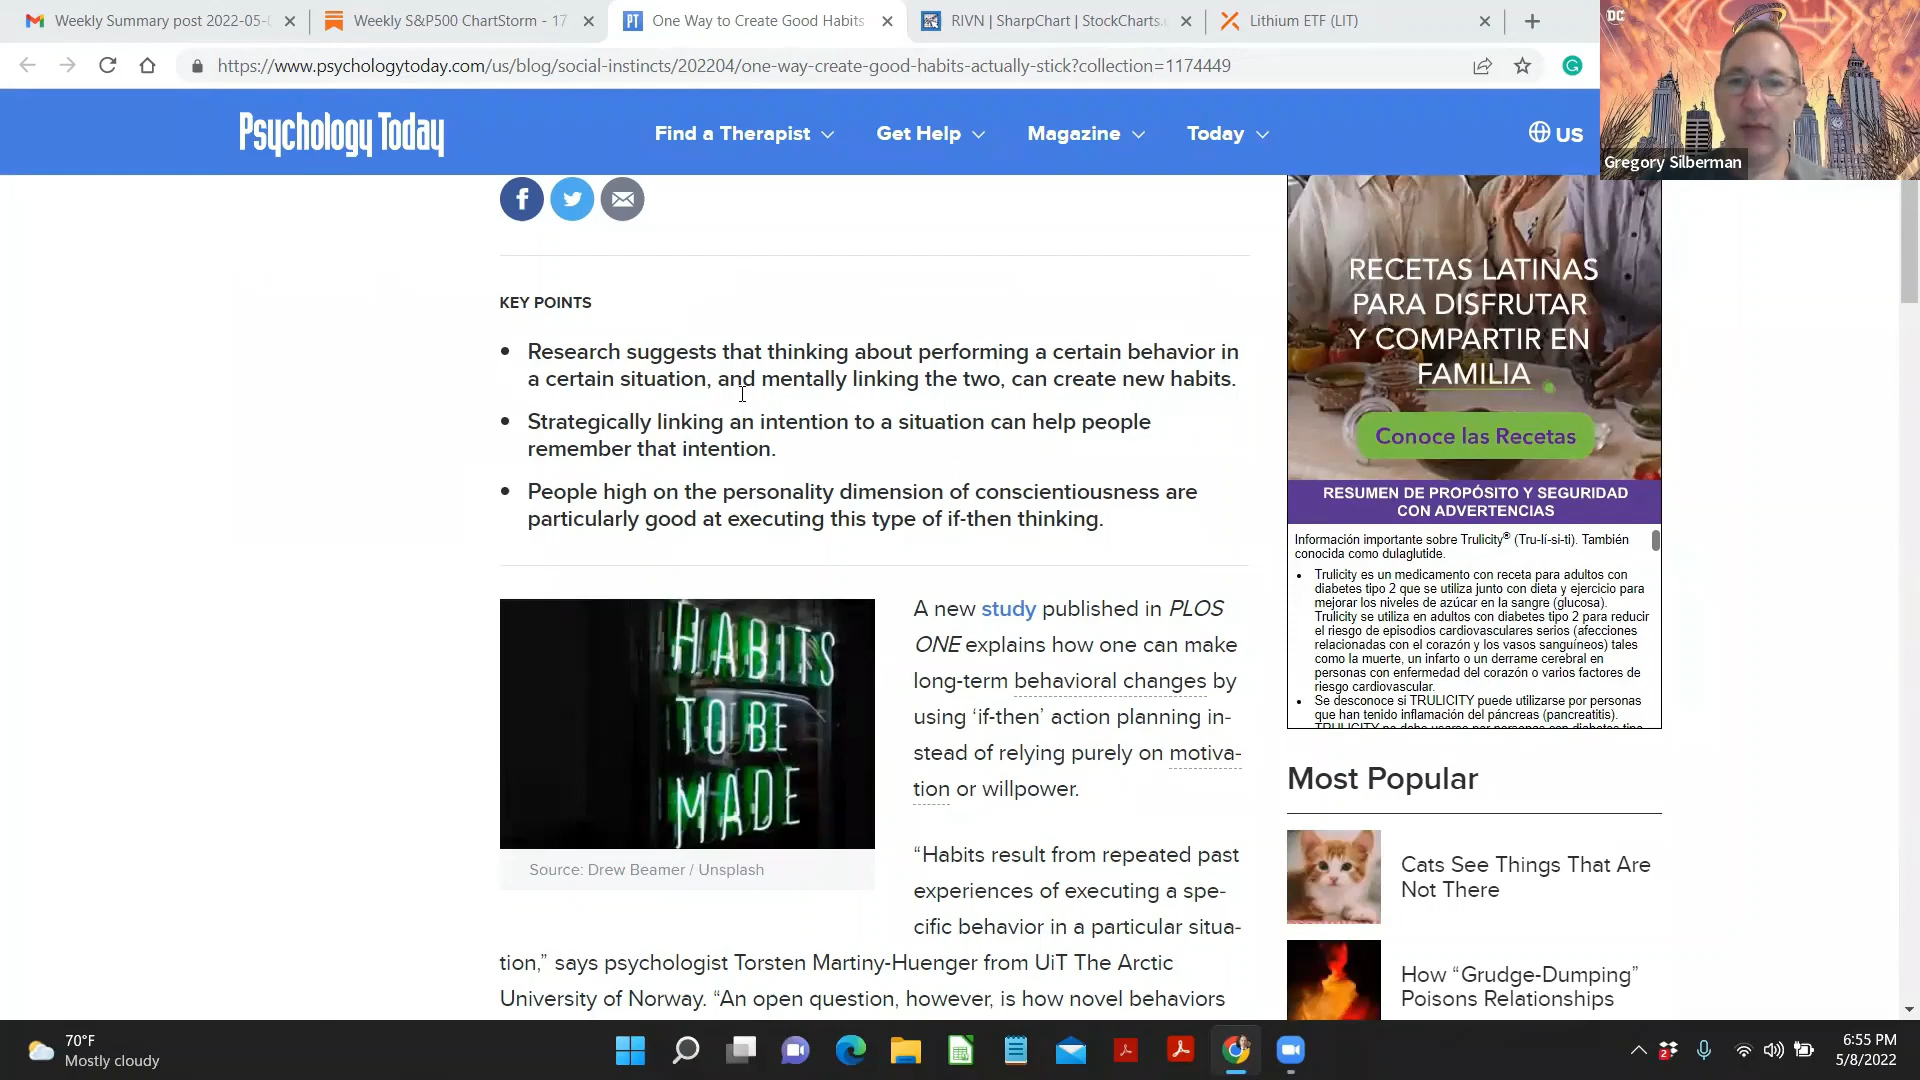 Weekly Summary post 2022-05-0
Weekly S&P500 ChartStorm - 17
PT
One Way to Create Good Habits
RIVN | SharpChart | StockCharts.
Lithium ETF (LIT)
https://www.psychologytoday.com/us/blog/social-instincts/202204/one-way-create-good-habits-actually-stick?collection=1174449
DC
Gregory Silberman
Psychology Today
Find a Therapist
Get Help
Magazine
Today
US
KEY POINTS
• Research suggests that thinking about performing a certain behavior in
a certain situation, and mentally linking the two, can create new habits.
• Strategically linking an intention to a situation can help people
remember that intention.
• People high on the personality dimension of conscientiousness are
particularly good at executing this type of if-then thinking.
HABITS
TO BE
MADE
Source: Drew Beamer / Unsplash
A new study published in PLOS
ONE explains how one can make
long-term behavioral changes by
using ‘if-then’ action planning in-
stead of relying purely on motiva-
tion or willpower.
“Habits result from repeated past
experiences of executing a spe-
cific behavior in a particular situa-
tion,” says psychologist Torsten Martiny-Huenger from UiT The Arctic
University of Norway. “An open question, however, is how novel behaviors
RECETAS LATINAS
PARA DISFRUTAR
Y COMPARTIR EN
FAMILIA
Conoce las Recetas
RESUMEN DE PROPÓSITO Y SEGURIDAD
CON ADVERTENCIAS
Información importante sobre Trulicity® (Tru-lí-si-ti). También
conocida como dulaglutide.
• Trulicity es un medicamento con receta para adultos con
diabetes tipo 2 que se utiliza junto con dieta y ejercicio para
mejorar los niveles de azúcar en la sangre (glucosa).
Trulicity se utiliza en adultos con diabetes tipo 2 para reducir
el riesgo de episodios cardiovasculares serios (afecciones
relacionadas con el corazón y los vasos sanguíneos) tales
como la muerte, un infarto o un derrame cerebral en
personas con enfermedad del corazón o varios factores de
riesgo cardiovascular.
• Se desconoce si TRULICITY puede utilizarse por personas
que han tenido inflamación del páncreas (pancreatitis).
Most Popular
Cats See Things That Are
Not There
How “Grudge-Dumping”
Poisons Relationships
70°F
Mostly cloudy
2
6:55 PM
5/8/2022